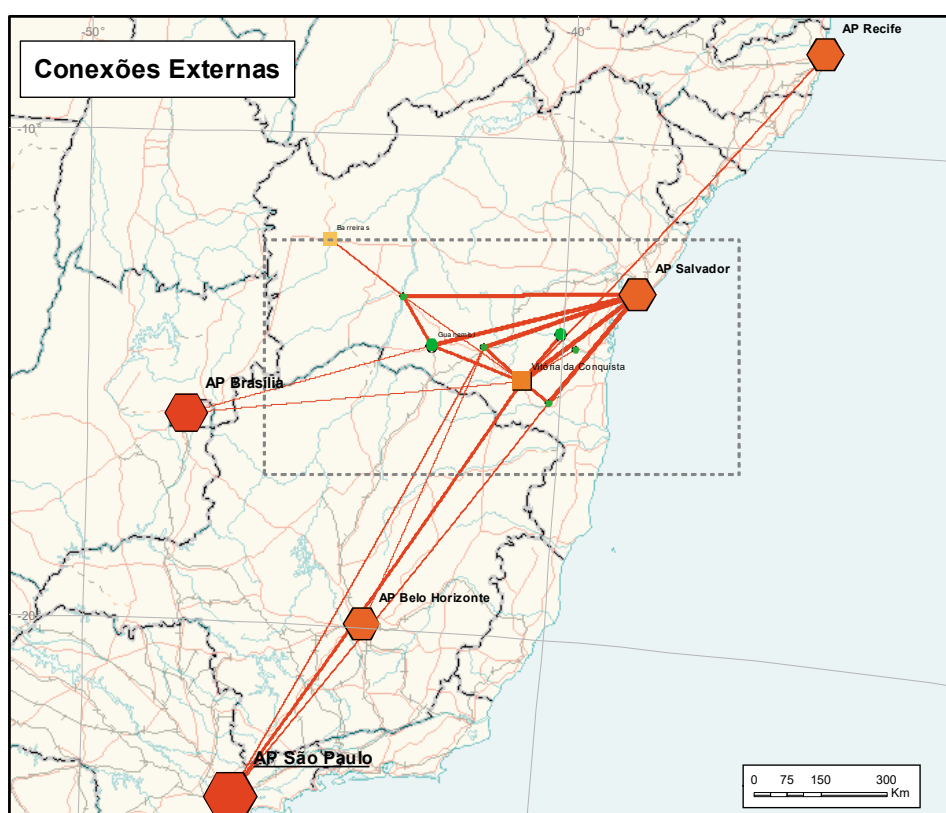 -50°
-40°
AP Recife
Conexões Externas
-10°
Barreiras
AP Salvador
Guanambi
Vitória da Conquista
AP Brasília
AP Belo Horizonte
-20°
AP São Paulo
0 75 150 300
Km